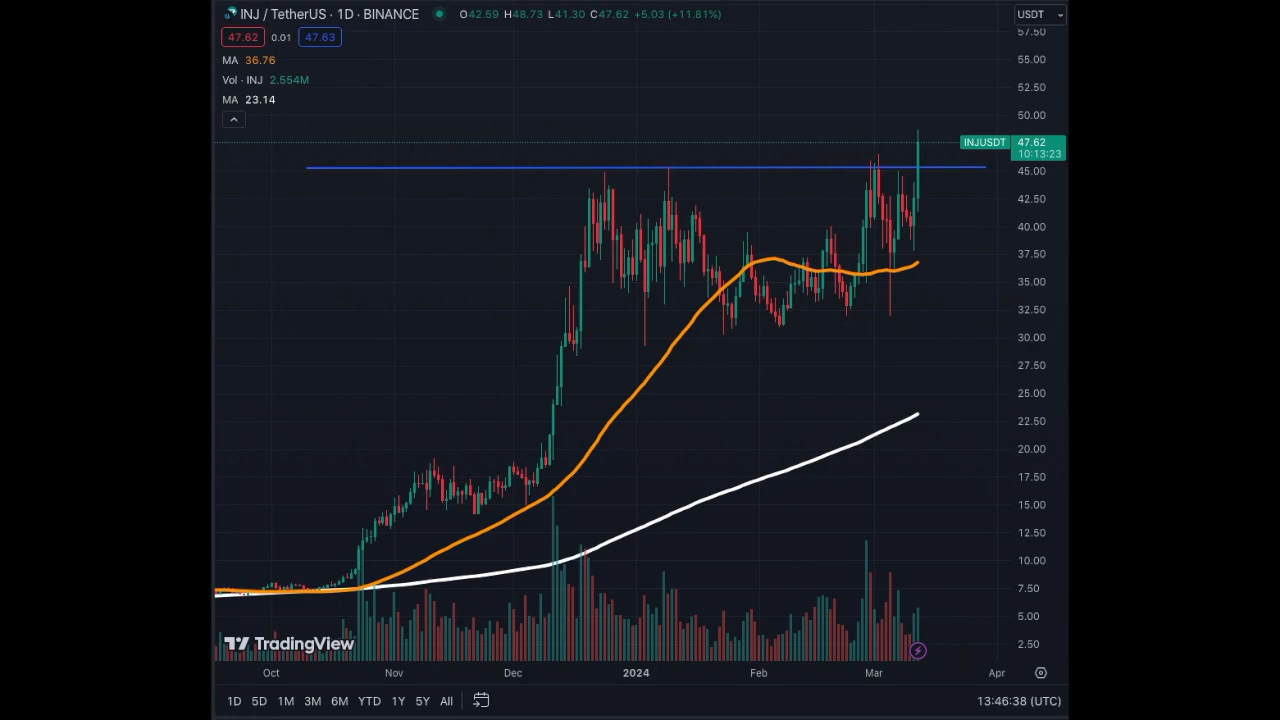 INJ / TetherUS · 1D · BINANCE O42.59 H48.73 L41.30 C47.62 +5.03 (+11.81%)
USDT
47.62 0.01 47.63
MA 36.76
Vol · INJ 2.554M
MA 23.14
57.50
55.00
52.50
50.00
INJUSDT 47.62
10:13:23
45.00
42.50
40.00
37.50
35.00
32.50
30.00
27.50
25.00
22.50
20.00
17.50
15.00
12.50
10.00
7.50
5.00
2.50
TradingView
Oct Nov Dec 2024 Feb Mar Apr
1D 5D 1M 3M 6M YTD 1Y 5Y All 13:46:38 (UTC)